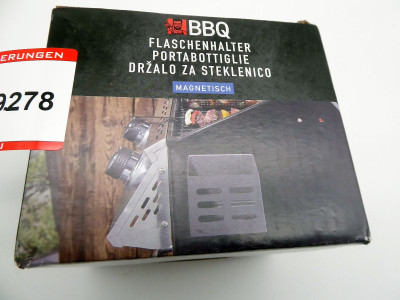 BBQ
FLASCHENHALTER
PORTABOTTIGLIE
DRŽALO ZA STEKLENICO
MAGNETISCH
ERUNGEN
9278